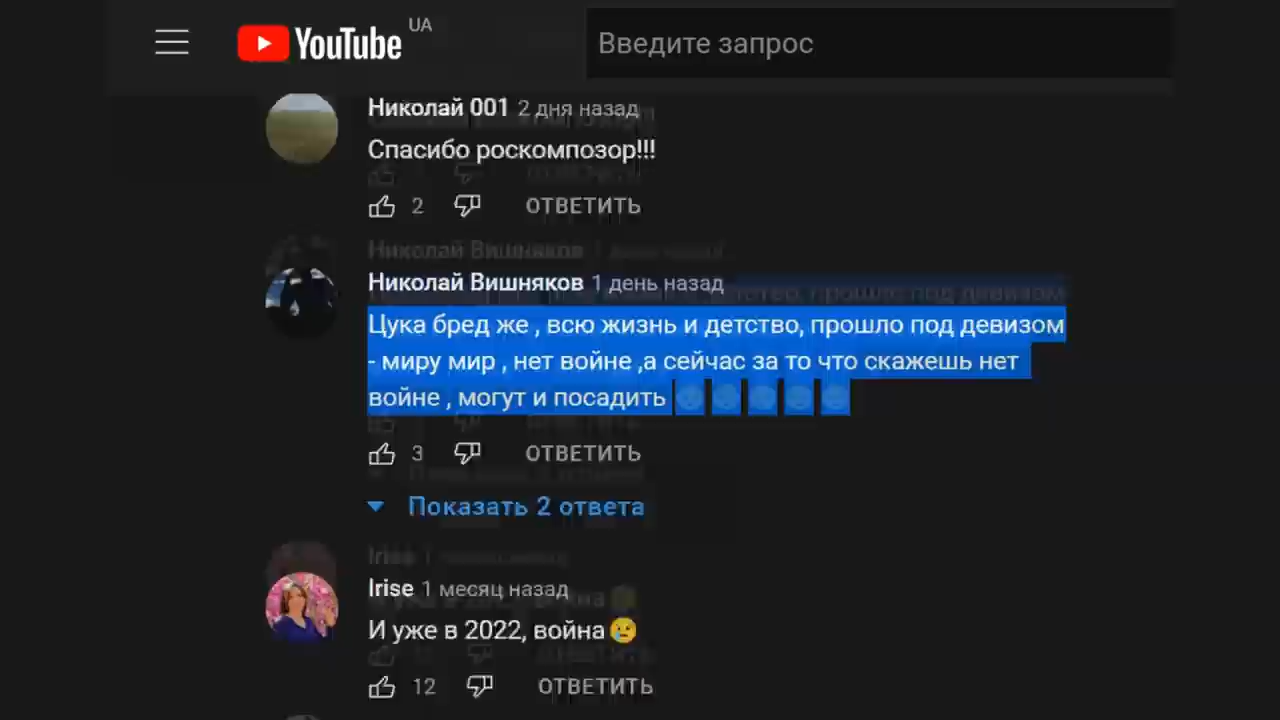 YouTube UA
Введите запрос
Николай 001 2 дня назад
Спасибо роскомпозор!!!
2 ОТВЕТИТЬ
Николай Вишняков 1 день назад
Цука бред же , всю жизнь и детство, прошло под девизом
- миру мир , нет войне ,а сейчас за то что скажешь нет
войне , могут и посадить
3 ОТВЕТИТЬ
Показать 2 ответа
Irise 1 месяц назад
И уже в 2022, война😢
12 ОТВЕТИТЬ